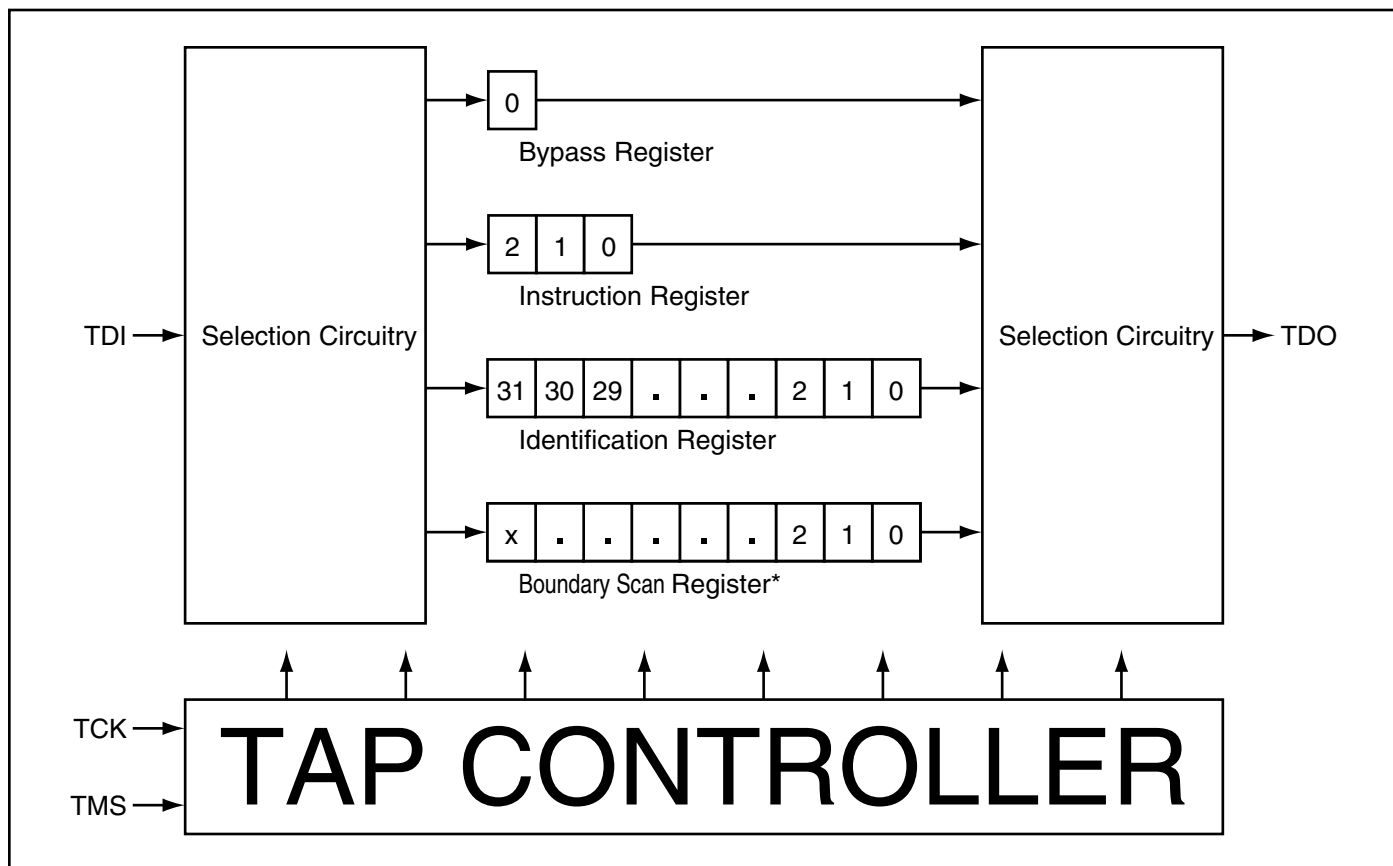 0
Bypass Register
2 1 0
Instruction Register
TDI
Selection Circuitry
Selection Circuitry
TDO
31 30 29 . . . 2 1 0
Identification Register
x . . . . . 2 1 0
Boundary Scan Register*
TCK
TAP CONTROLLER
TMS